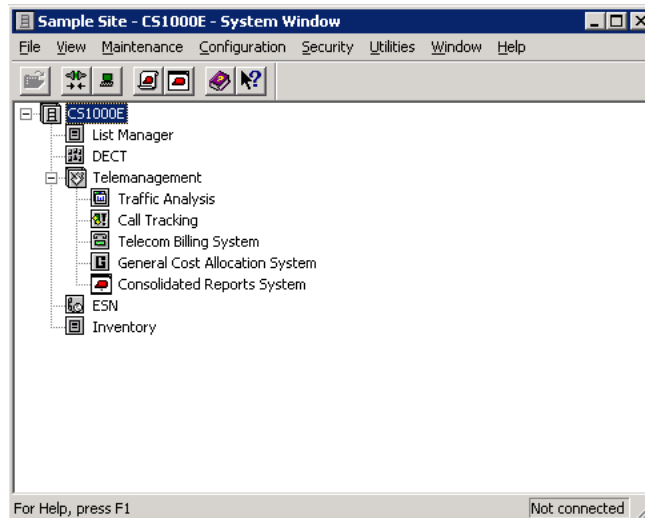 Sample Site - CS1000E - System Window
File View Maintenance Configuration Security Utilities Window Help
CS1000E
List Manager
DECT
Telemanagement
Traffic Analysis
Call Tracking
Telecom Billing System
General Cost Allocation System
Consolidated Reports System
ESN
Inventory
For Help, press F1 Not connected